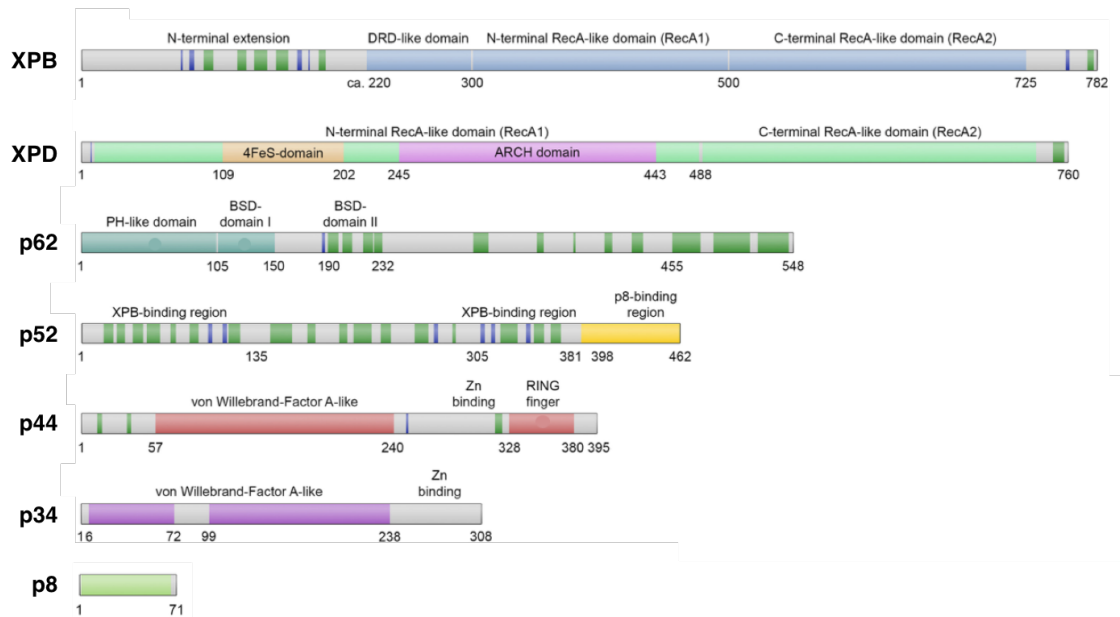 N-terminal extension DRD-like domain N-terminal RecA-like domain (RecA1) C-terminal RecA-like domain (RecA2)
XPB
1 ca. 220 300 500 725 782
N-terminal RecA-like domain (RecA1) C-terminal RecA-like domain (RecA2)
XPD 4FeS-domain ARCH domain
1 109 202 245 443 488 760
PH-like domain BSD-domain I BSD-domain II
p62
1 105 150 190 232 455 548
XPB-binding region XPB-binding region p8-binding region
p52
1 135 305 381 398 462
von Willebrand-Factor A-like Zn binding RING finger
p44
1 57 240 328 380 395
von Willebrand-Factor A-like Zn binding
p34
16 72 99 238 308
p8
1 71